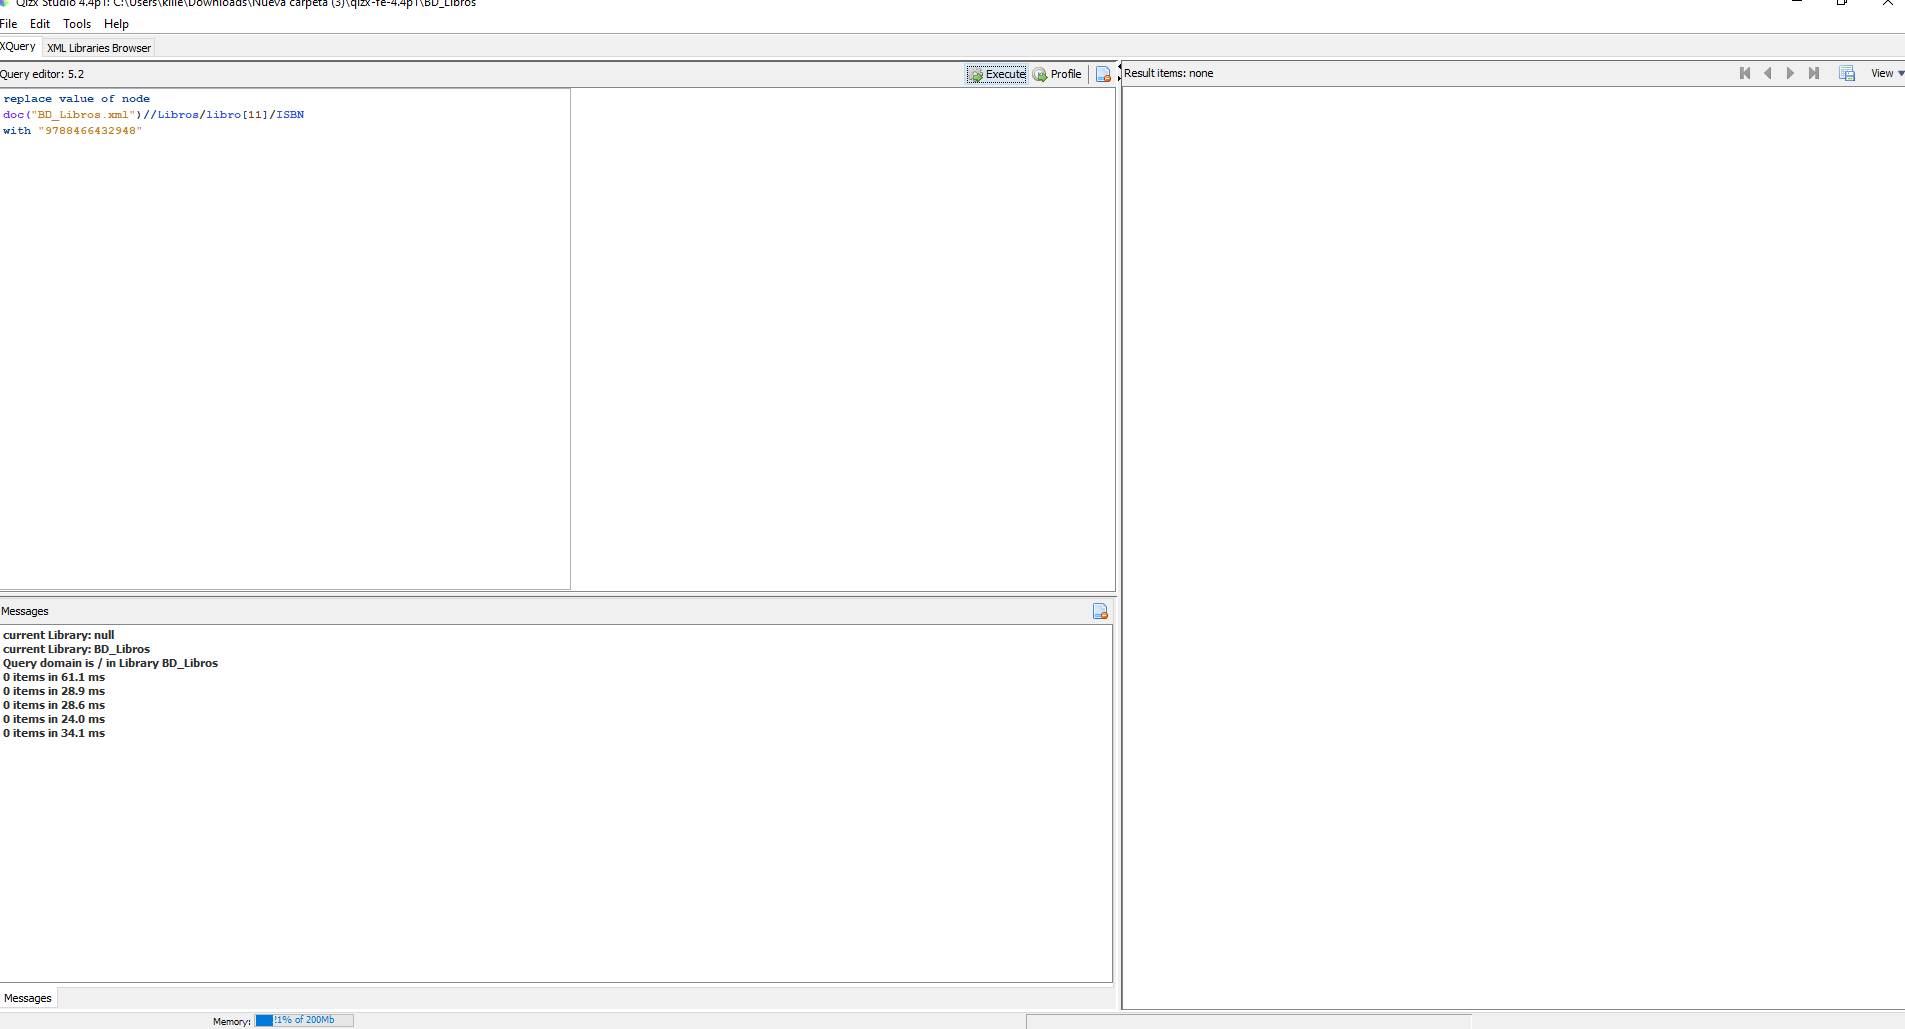 Qizx Studio 4.4p1: C:\Users\kille\Downloads\Nueva carpeta (3)\qizx-fe-4.4p1\BD_Libros
File Edit Tools Help
XQuery XML Libraries Browser
Query editor: 5.2 Execute Profile
replace value of node
doc("BD_Libros.xml")//Libros/libro[11]/ISBN
with "9788466432948"
Messages
current Library: null
current Library: BD_Libros
Query domain is / in Library BD_Libros
0 items in 61.1 ms
0 items in 28.9 ms
0 items in 28.6 ms
0 items in 24.0 ms
0 items in 34.1 ms
Messages
Memory: 21% of 200Mb
Result items: none View